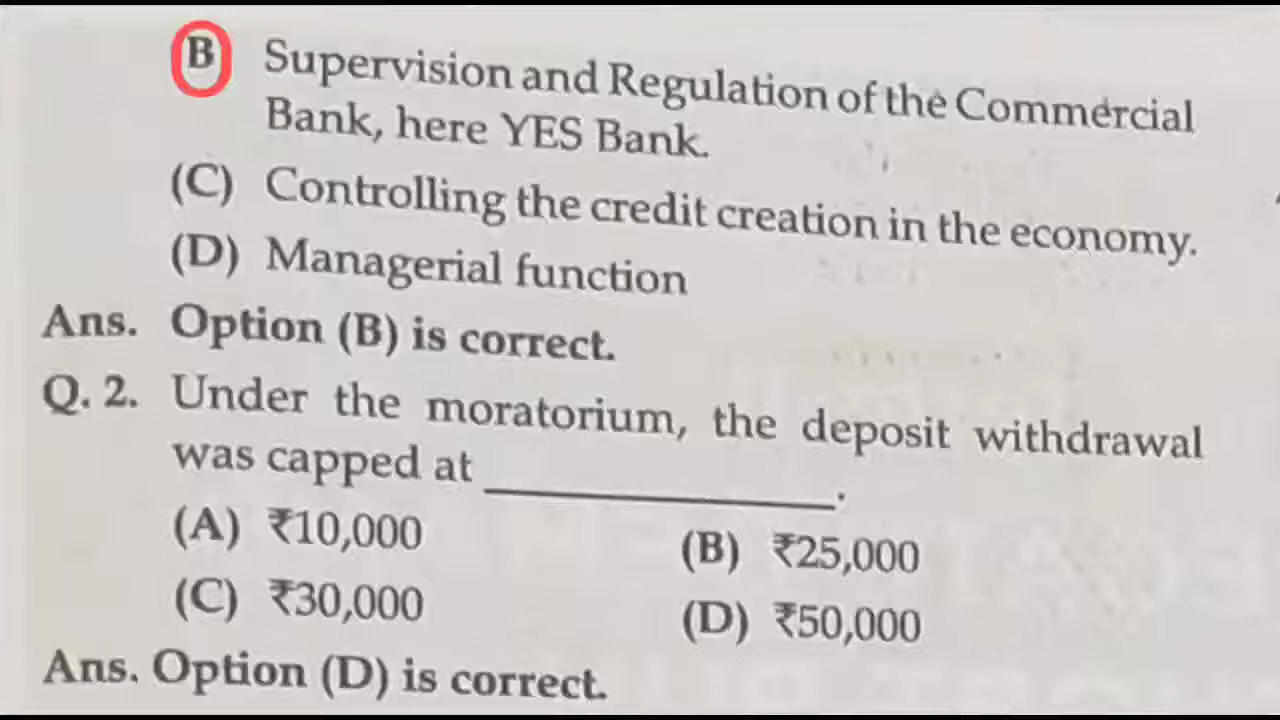 B Supervision and Regulation of the Commercial
Bank, here YES Bank.
(C) Controlling the credit creation in the economy.
(D) Managerial function
Ans. Option (B) is correct.
Q. 2. Under the moratorium, the deposit withdrawal
was capped at ____________.
(A) ₹10,000 (B) ₹25,000
(C) ₹30,000 (D) ₹50,000
Ans. Option (D) is correct.